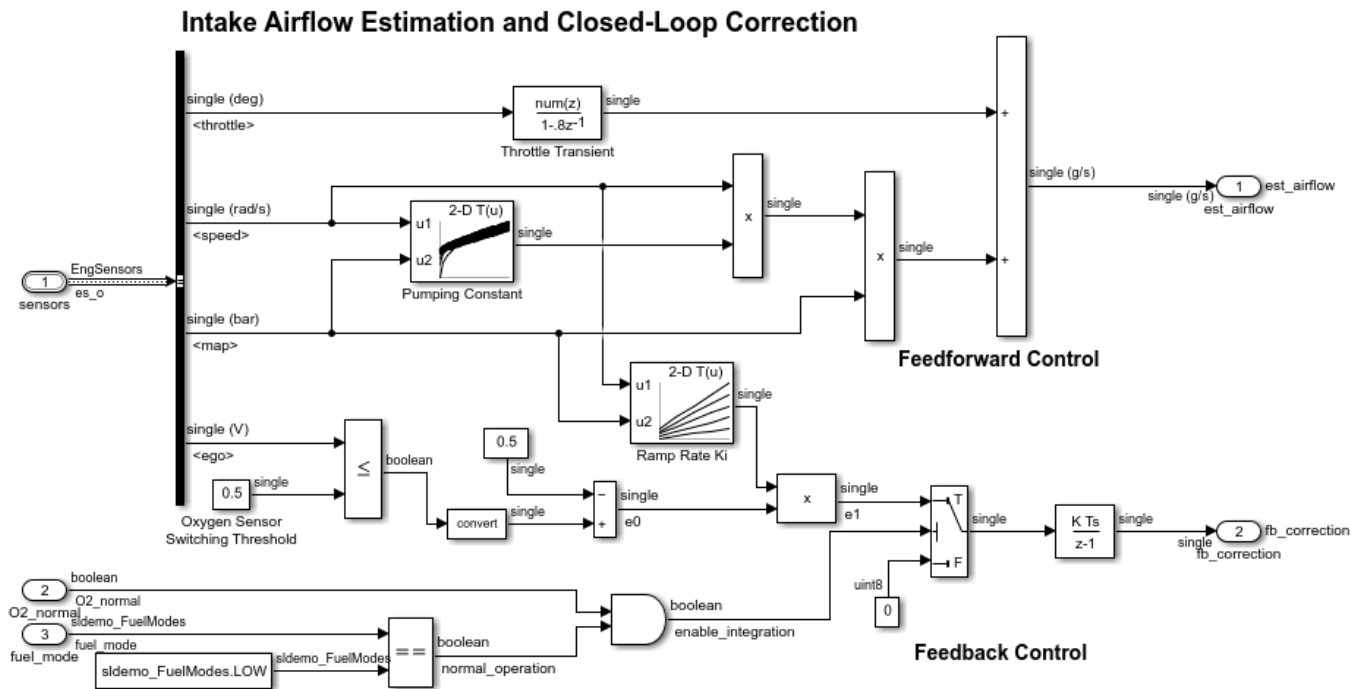 Intake Airflow Estimation and Closed-Loop Correction
single (deg)
<throttle>
num(z)
1-.8z-1
single
Throttle Transient
+
single (rad/s)
<speed>
2-D T(u)
u1
u2
single
Pumping Constant
x
single
x
single
+
single (g/s)
single (g/s)
1
est_airflow
est_airflow
1
sensors
EngSensors
es_o
single (bar)
<map>
Feedforward Control
2-D T(u)
u1
u2
single
Ramp Rate Ki
single (V)
<ego>
0.5
single
Oxygen Sensor
Switching Threshold
≤
boolean
convert
single
0.5
single
−
+
single
e0
x
single
e1
T
F
single
K Ts
z-1
single
single
2
fb_correction
fb_correction
uint8
0
2
O2_normal
boolean
O2_normal
3
fuel_mode
sldemo_FuelModes
fuel_mode
sldemo_FuelModes.LOW
sldemo_FuelModes
==
boolean
normal_operation
boolean
enable_integration
Feedback Control